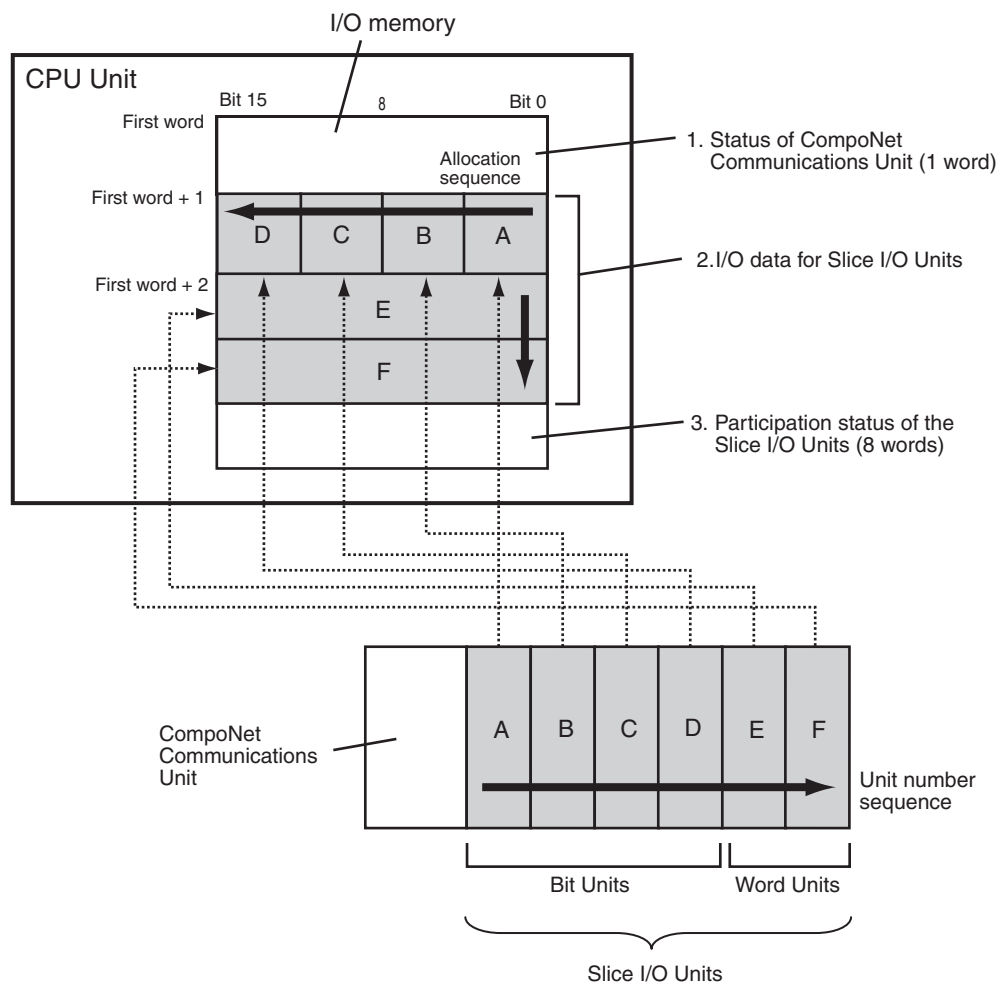 I/O memory
CPU Unit
Bit 15 8 Bit 0
First word
Allocation
sequence
1. Status of CompoNet
Communications Unit (1 word)
First word + 1
D C B A
2.I/O data for Slice I/O Units
First word + 2
E
F
3. Participation status of the
Slice I/O Units (8 words)
CompoNet
Communications
Unit
A B C D E F
Unit number
sequence
Bit Units Word Units
Slice I/O Units